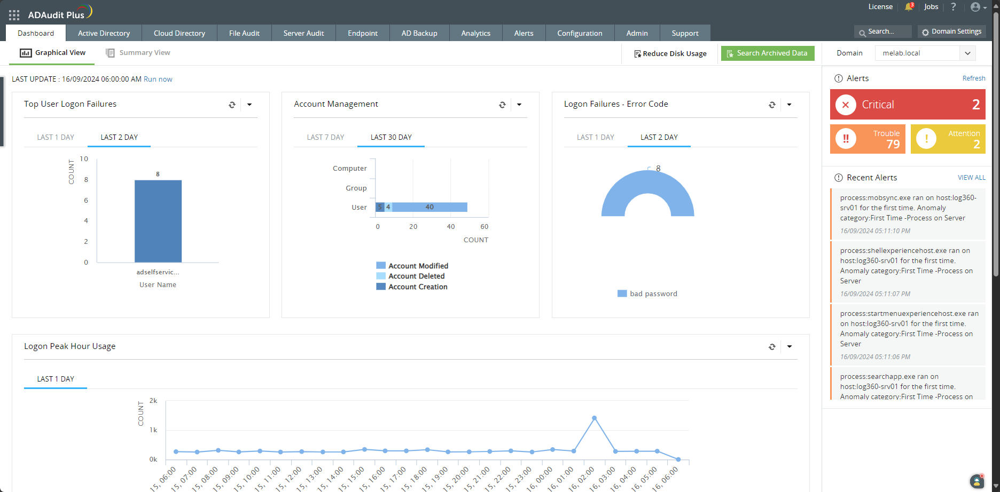 ADAudit Plus
License
3
Jobs
?
Dashboard
Active Directory
Cloud Directory
File Audit
Server Audit
Endpoint
AD Backup
Analytics
Alerts
Configuration
Admin
Support
Search...
Domain Settings
Graphical View
Summary View
Reduce Disk Usage
Search Archived Data
Domain
melab.local
LAST UPDATE : 16/09/2024 06:00:00 AM Run now
Top User Logon Failures
LAST 1 DAY
LAST 2 DAY
COUNT
10
8
6
4
2
0
8
adselfservic...
User Name
Account Management
LAST 7 DAY
LAST 30 DAY
Computer
Group
User
5 4 40
0 20 40 60
COUNT
Account Modified
Account Deleted
Account Creation
Logon Failures - Error Code
LAST 1 DAY
LAST 2 DAY
8
bad password
Logon Peak Hour Usage
LAST 1 DAY
COUNT
2k
1k
0k
15, 06:00
15, 07:00
15, 08:00
15, 09:00
15, 10:00
15, 11:00
15, 12:00
15, 13:00
15, 14:00
15, 15:00
15, 16:00
15, 17:00
15, 18:00
15, 19:00
15, 20:00
15, 21:00
15, 22:00
15, 23:00
16, 00:00
16, 01:00
16, 02:00
16, 03:00
16, 04:00
16, 05:00
16, 06:00
Alerts
Refresh
Critical
2
Trouble
79
Attention
2
Recent Alerts
VIEW ALL
process:mobsync.exe ran on host:log360-
srv01 for the first time. Anomaly
category:First Time -Process on Server
16/09/2024 05:11:10 PM
process:shellexperiencehost.exe ran on
host:log360-srv01 for the first time.
Anomaly category:First Time -Process on
Server
16/09/2024 05:11:07 PM
process:startmenuexperiencehost.exe ran
on host:log360-srv01 for the first time.
Anomaly category:First Time -Process on
Server
16/09/2024 05:11:06 PM
process:searchapp.exe ran on
host:log360-srv01 for the first time.
Anomaly category:First Time -Process on